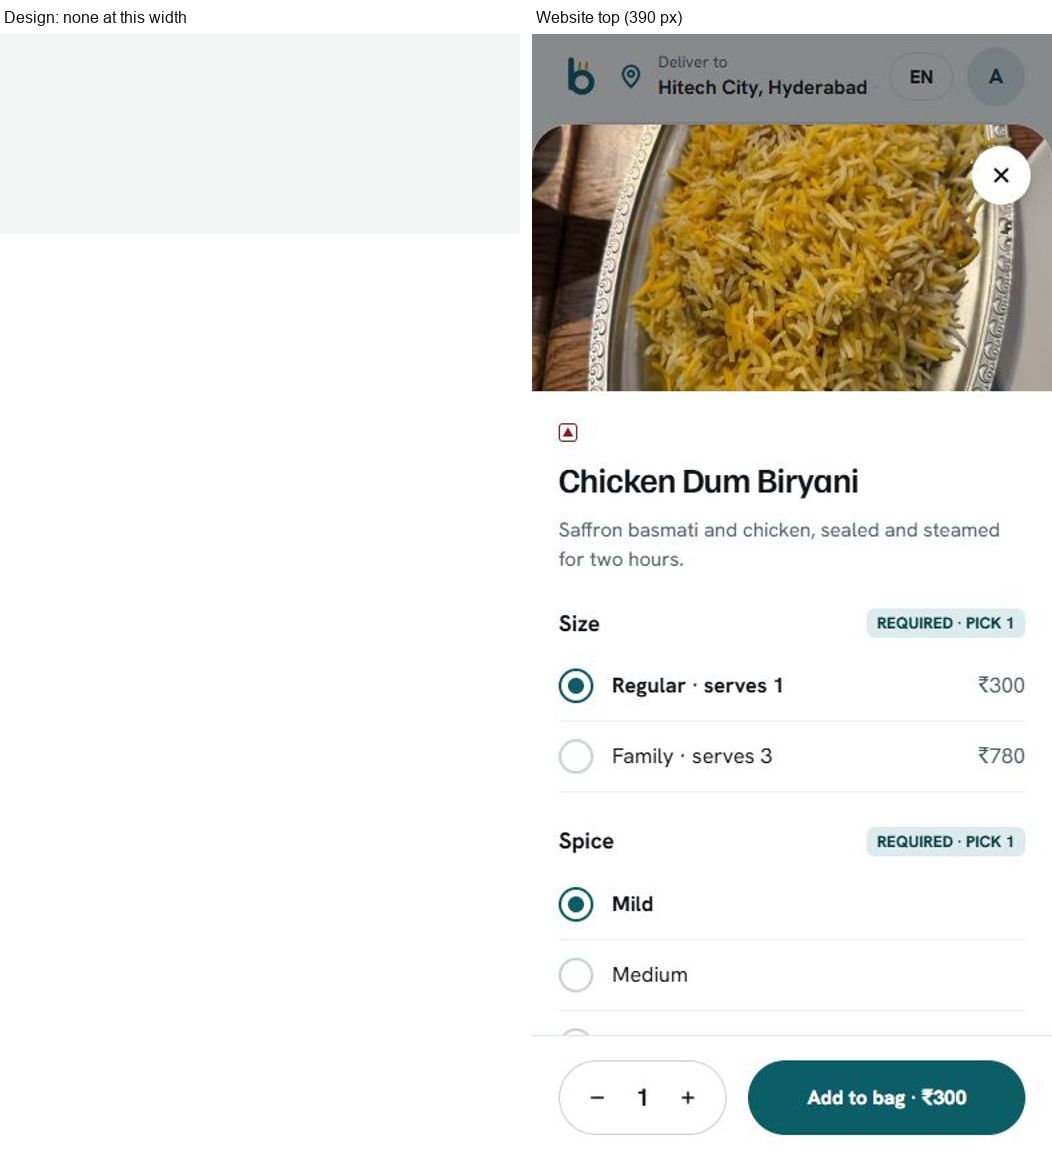 Design: none at this width
Website top (390 px)
b
Deliver to
Hitech City, Hyderabad
EN
A
Chicken Dum Biryani
Saffron basmati and chicken, sealed and steamed
for two hours.
Size
REQUIRED · PICK 1
Regular · serves 1
₹300
Family · serves 3
₹780
Spice
REQUIRED · PICK 1
Mild
Medium
− 1 +
Add to bag · ₹300